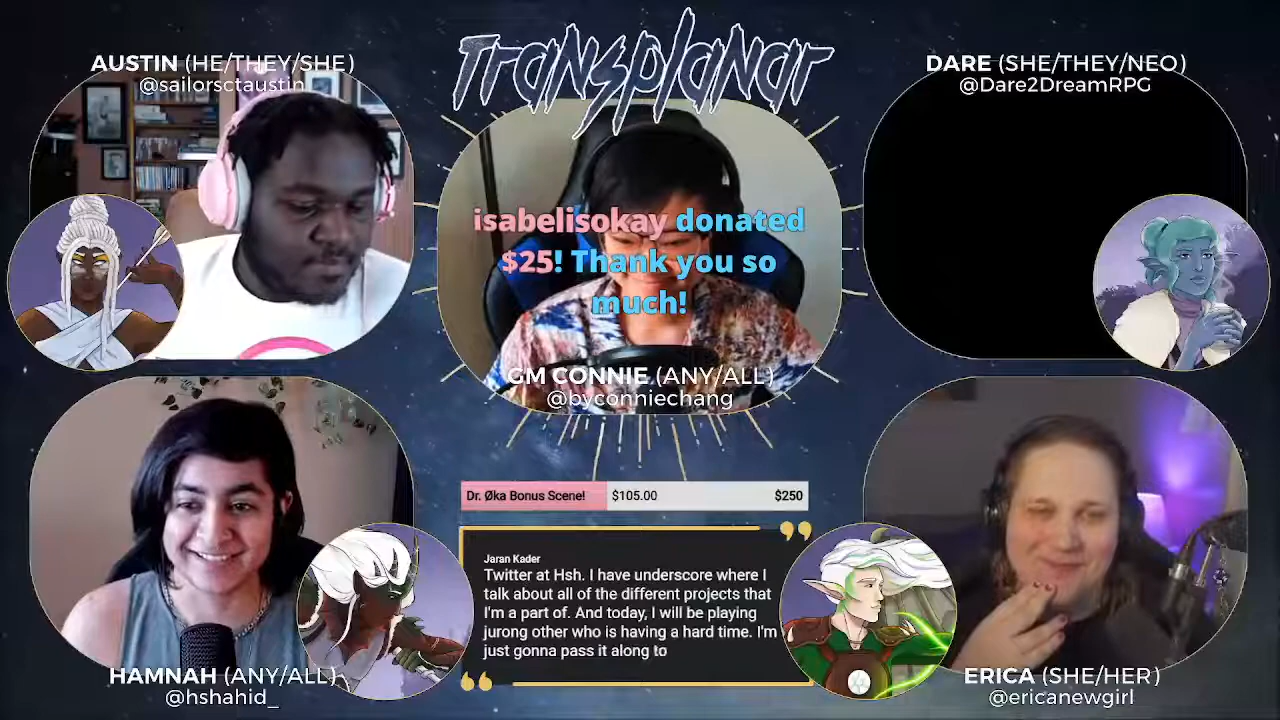 Transplanar
AUSTIN (HE/THEY/SHE)
@sailorsctaustin
DARE (SHE/THEY/NEO)
@Dare2DreamRPG
isabelisokay donated
$25! Thank you so
much!
GM CONNIE (ANY/ALL)
@byconniechang
Dr. Øka Bonus Scene! $105.00 $250
Jaran Kader
Twitter at Hsh. I have underscore where I
talk about all of the different projects that
I'm a part of. And today, I will be playing
jurong other who is having a hard time. I'm
just gonna pass it along to
HAMNAH (ANY/ALL)
@hshahid_
ERICA (SHE/HER)
@ericanewgirl